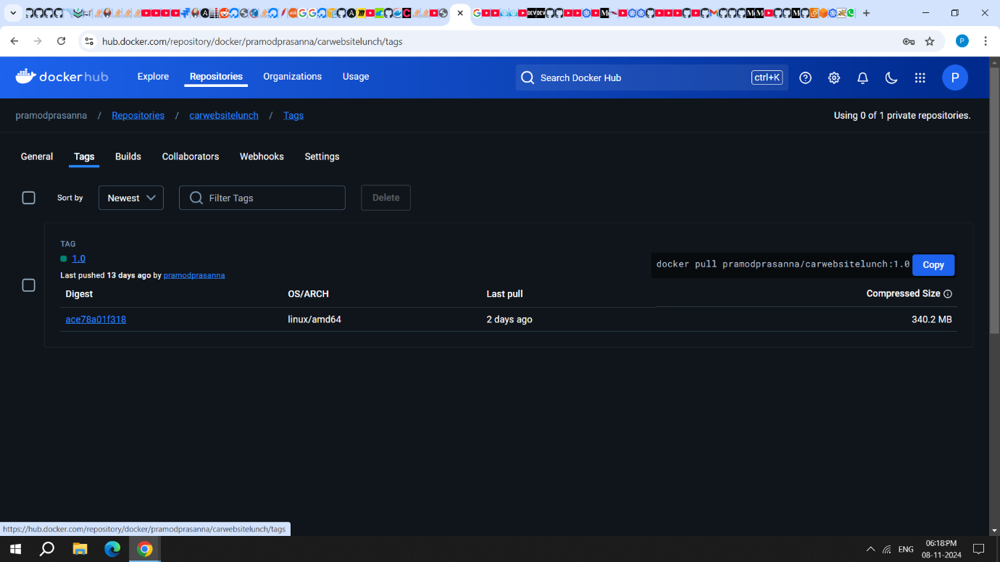 hub.docker.com/repository/docker/pramodprasanna/carwebsitelunch/tags
P
docker hub
Explore Repositories Organizations Usage
Search Docker Hub
ctrl+K
P
pramodprasanna / Repositories / carwebsitelunch / Tags
Using 0 of 1 private repositories.
General Tags Builds Collaborators Webhooks Settings
Sort by Newest Filter Tags Delete
TAG
1.0
docker pull pramodprasanna/carwebsitelunch:1.0 Copy
Last pushed 13 days ago by pramodprasanna
Digest OS/ARCH Last pull Compressed Size
ace78a01f318 linux/amd64 2 days ago 340.2 MB
https://hub.docker.com/repository/docker/pramodprasanna/carwebsitelunch/tags
ENG
06:18:PM
08-11-2024